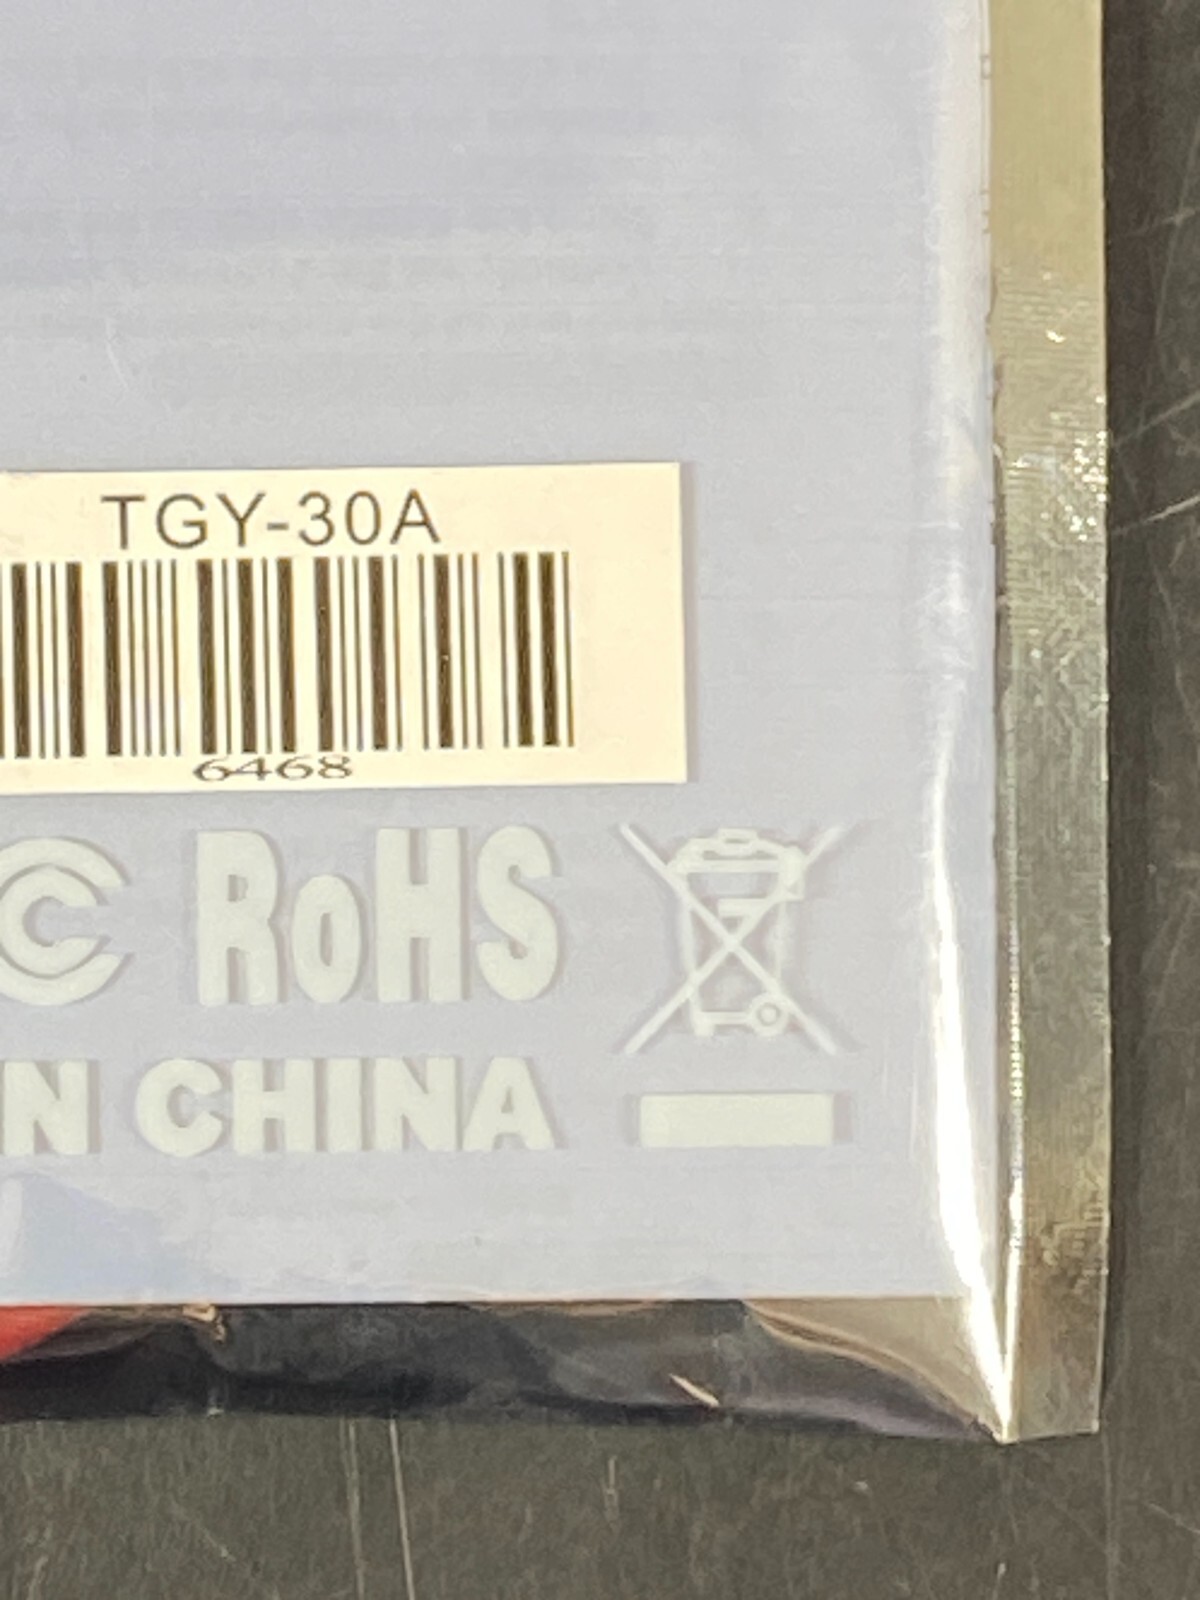 TGY-30A
6468
RoHS
N CHINA